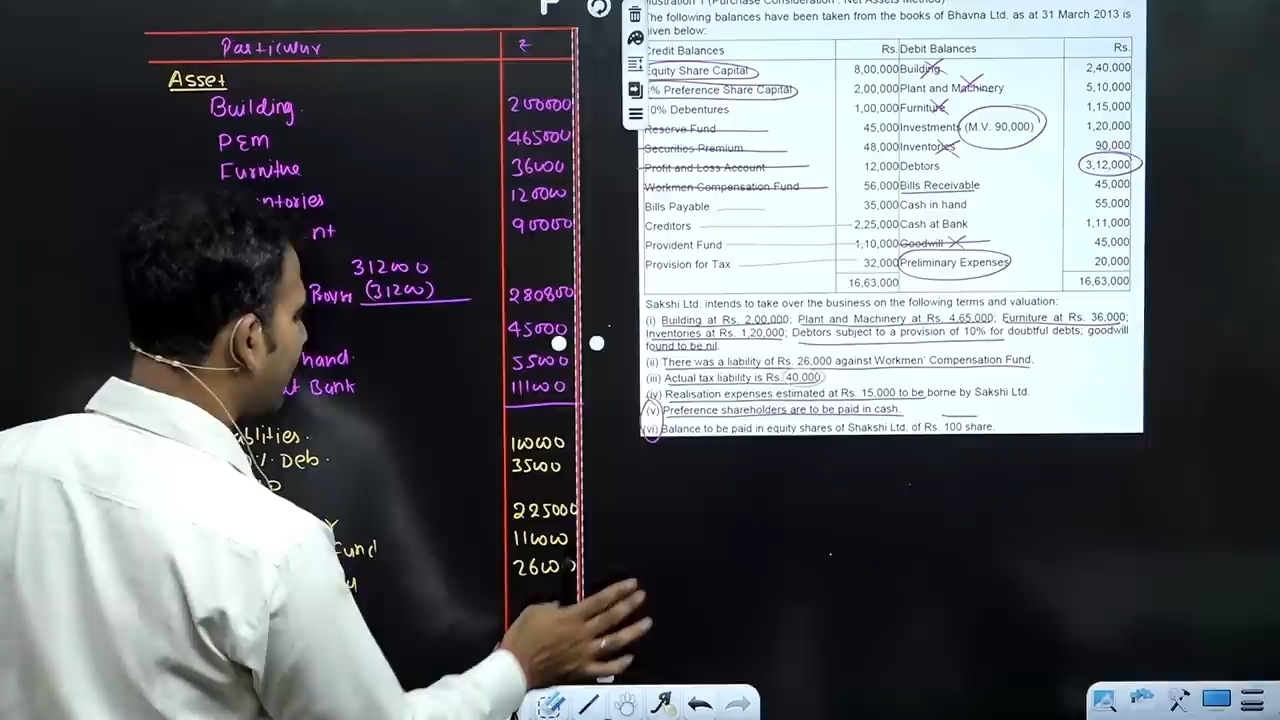 Particular ₹
Asset
Building 200000
P&M 465000
Furniture 36000
ntories 120000
nt 90000
312000
(31200) 280800
45000
hand. 55000
t Bank 111000
ablities.
100000
% Deb. 35000
225000
Fund 110000
26000
The following balances have been taken from the books of Bhavna Ltd. as at 31 March 2013 is
iven below:
Credit Balances Rs. Debit Balances Rs.
Equity Share Capital 8,00,000 Building 2,40,000
% Preference Share Capital 2,00,000 Plant and Machinery 5,10,000
0% Debentures 1,00,000 Furniture 1,15,000
Reserve Fund 45,000 Investments (M.V. 90,000) 1,20,000
Securities Premium 48,000 Inventories 90,000
Profit and Loss Account 12,000 Debtors 3,12,000
Workmen Compensation Fund 56,000 Bills Receivable 45,000
Bills Payable 35,000 Cash in hand 55,000
Creditors 2,25,000 Cash at Bank 1,11,000
Provident Fund 1,10,000 Goodwill 45,000
Provision for Tax 32,000 Preliminary Expenses 20,000
16,63,000 16,63,000
Sakshi Ltd. intends to take over the business on the following terms and valuation:
(i) Building at Rs. 2,00,000; Plant and Machinery at Rs. 4,65,000; Furniture at Rs. 36,000;
Inventories at Rs. 1,20,000; Debtors subject to a provision of 10% for doubtful debts; goodwill
found to be nil.
(ii) There was a liability of Rs. 26,000 against Workmen' Compensation Fund.
(iii) Actual tax liability is Rs. 40,000
(iv) Realisation expenses estimated at Rs. 15,000 to be borne by Sakshi Ltd.
(v) Preference shareholders are to be paid in cash.
(vi) Balance to be paid in equity shares of Shakshi Ltd. of Rs. 100 share.